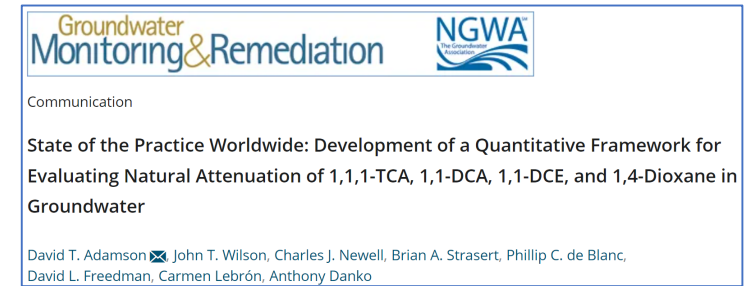 Groundwater
Monitoring&Remediation
NGWA
The Groundwater
Association
Communication
State of the Practice Worldwide: Development of a Quantitative Framework for
Evaluating Natural Attenuation of 1,1,1-TCA, 1,1-DCA, 1,1-DCE, and 1,4-Dioxane in
Groundwater
David T. Adamson, John T. Wilson, Charles J. Newell, Brian A. Strasert, Phillip C. de Blanc,
David L. Freedman, Carmen Lebrón, Anthony Danko